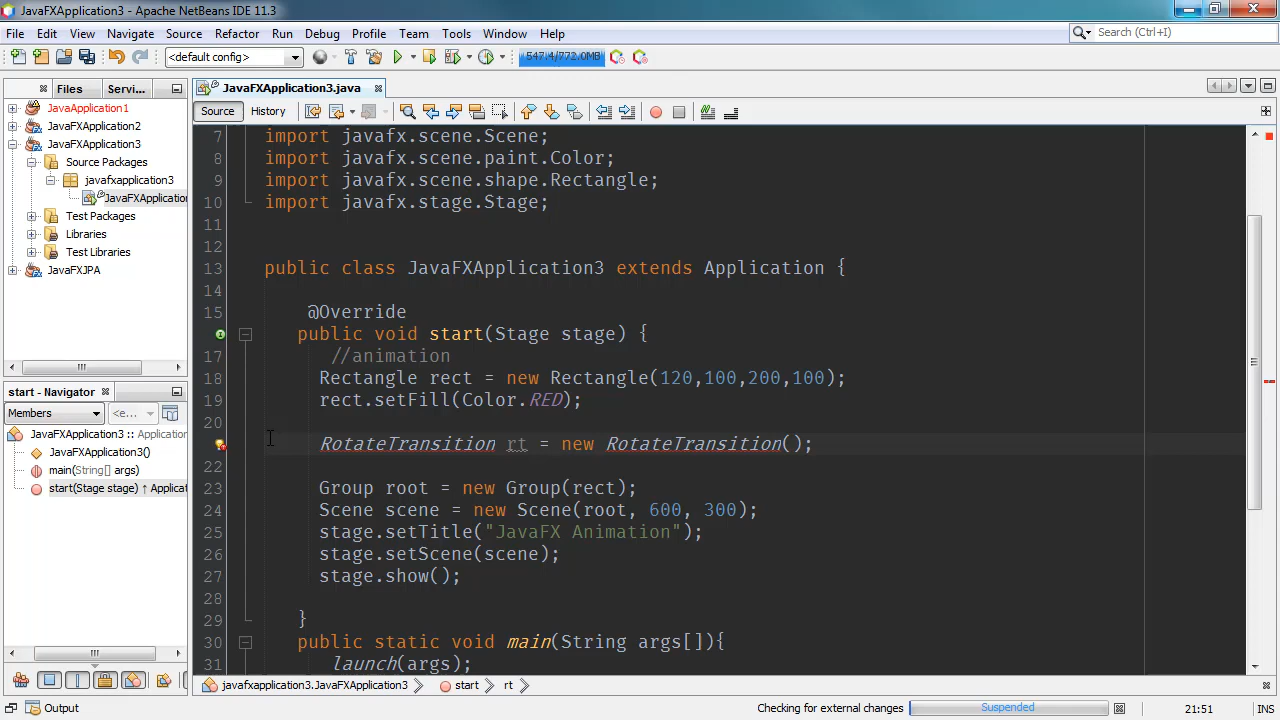 JavaFXApplication3 - Apache NetBeans IDE 11.3
File Edit View Navigate Source Refactor Run Debug Profile Team Tools Window Help
Search (Ctrl+I)
<default config>
547.4/772.0MB
Files Servi...
JavaFXApplication3.java
Source History
JavaApplication1
JavaFXApplication2
JavaFXApplication3
Source Packages
javafxapplication3
JavaFXApplication
Test Packages
Libraries
Test Libraries
JavaFXJPA
start - Navigator
Members
<e...
JavaFXApplication3 :: Application
JavaFXApplication3()
main(String[] args)
start(Stage stage) ↑ Applica
7 import javafx.scene.Scene;
8 import javafx.scene.paint.Color;
9 import javafx.scene.shape.Rectangle;
10 import javafx.stage.Stage;
11
12
13 public class JavaFXApplication3 extends Application {
14
15 @Override
public void start(Stage stage) {
17 //animation
18 Rectangle rect = new Rectangle(120,100,200,100);
19 rect.setFill(Color.RED);
20
RotateTransition rt = new RotateTransition();
22
23 Group root = new Group(rect);
24 Scene scene = new Scene(root, 600, 300);
25 stage.setTitle("JavaFX Animation");
26 stage.setScene(scene);
27 stage.show();
28
29 }
30 public static void main(String args[]){
31 launch(args);
javafxapplication3.JavaFXApplication3 start rt
Output
Checking for external changes Suspended 21:51 INS